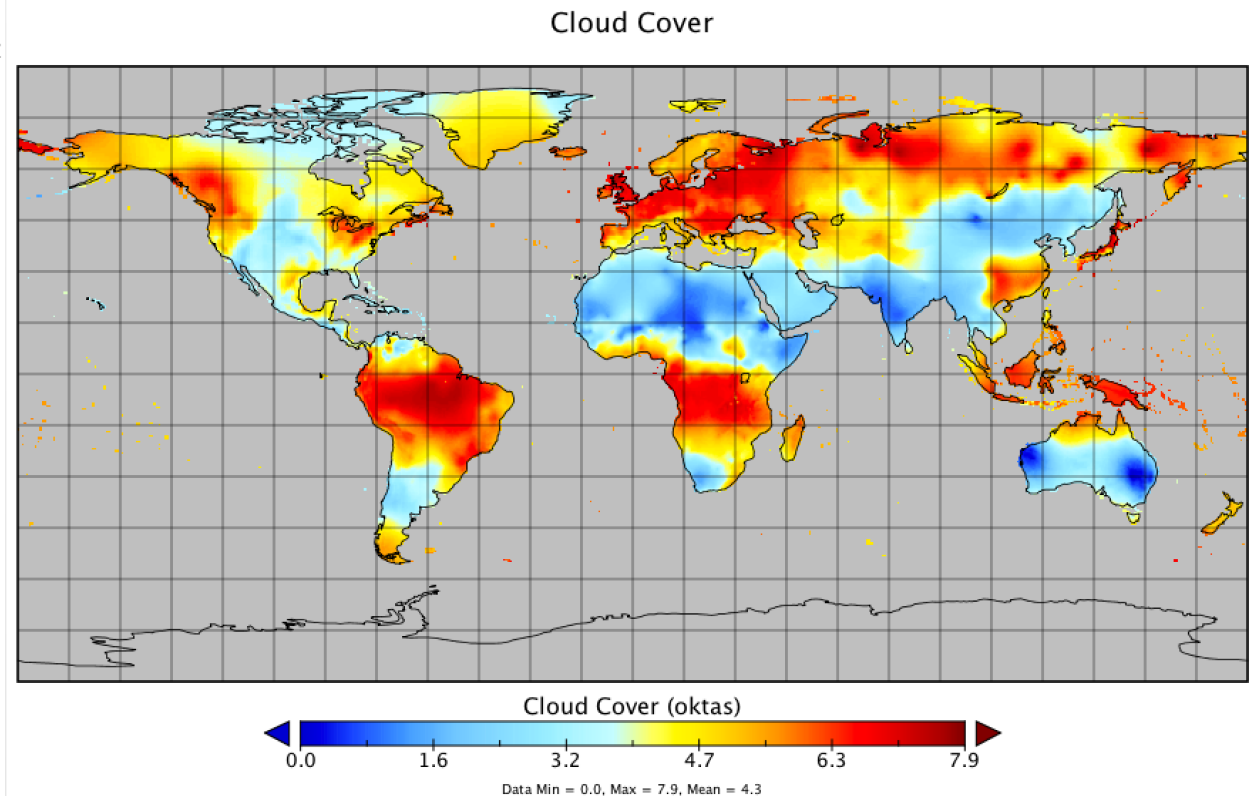 Cloud Cover
Cloud Cover (oktas)
0.0 1.6 3.2 4.7 6.3 7.9
Data Min = 0.0, Max = 7.9, Mean = 4.3